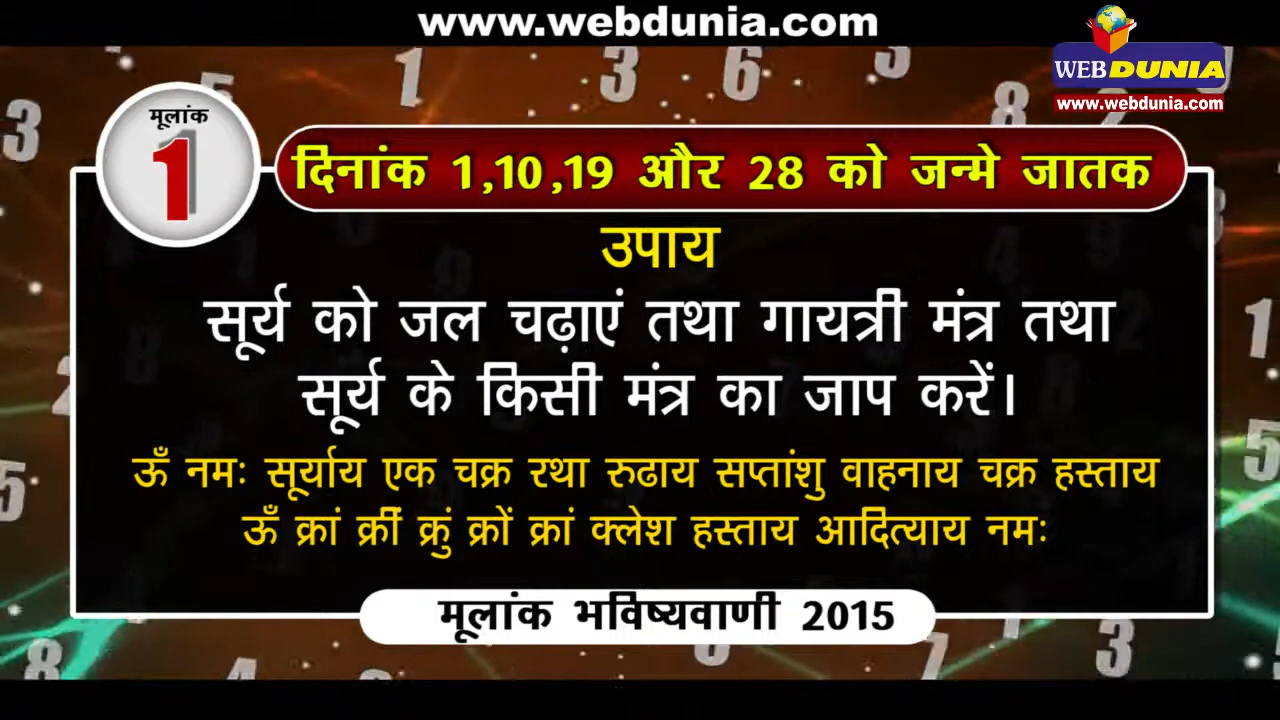 www.webdunia.com
WEBDUNIA
www.webdunia.com
मूलांक
1
दिनांक 1,10,19 और 28 को जन्मे जातक
उपाय
सूर्य को जल चढ़ाएं तथा गायत्री मंत्र तथा
सूर्य के किसी मंत्र का जाप करें।
ऊँ नमः सूर्याय एक चक्र रथा रुढाय सप्तांशु वाहनाय चक्र हस्ताय
ऊँ क्रां क्रीं क्रुं क्रों क्रां क्लेश हस्ताय आदित्याय नमः
मूलांक भविष्यवाणी 2015